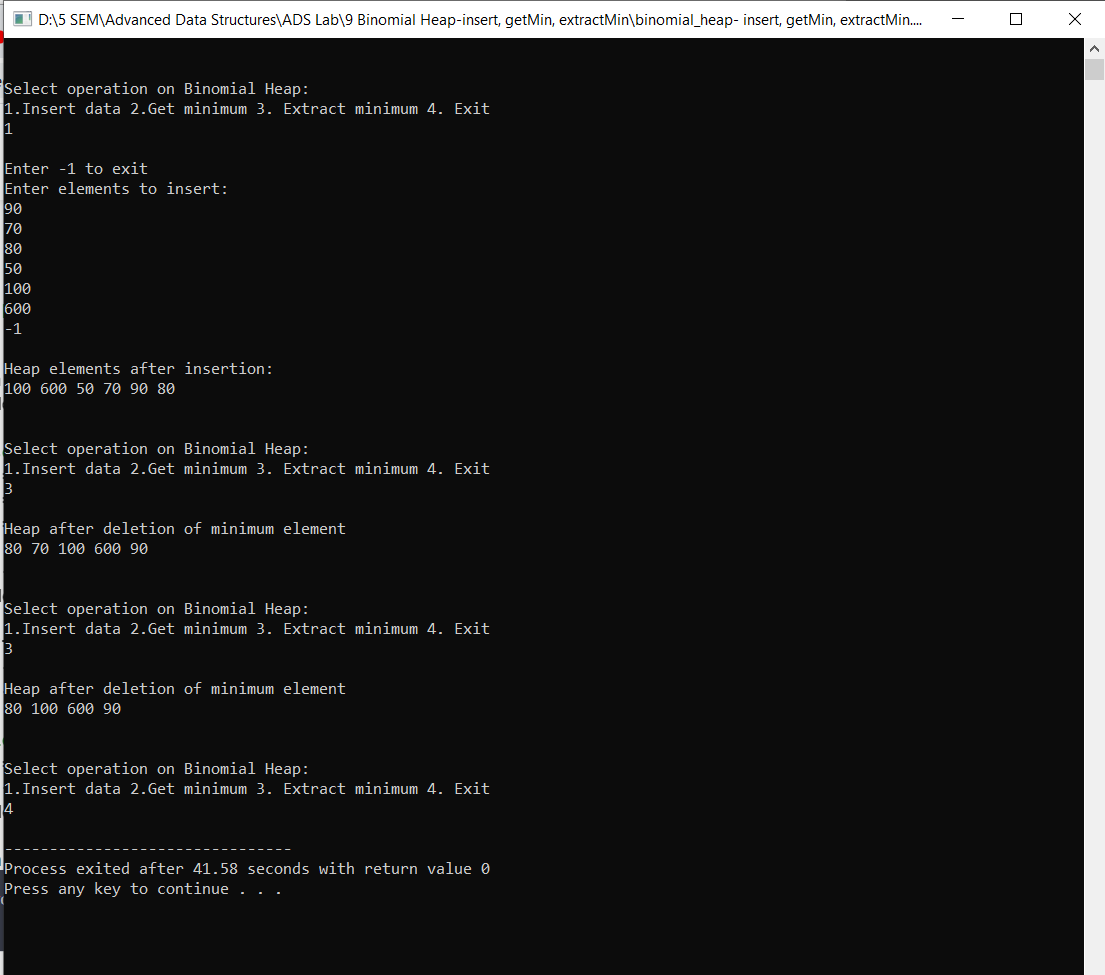 D:\5 SEM\Advanced Data Structures\ADS Lab\9 Binomial Heap-insert, getMin, extractMin\binomial_heap- insert, getMin, extractMin....
Select operation on Binomial Heap:
1.Insert data 2.Get minimum 3. Extract minimum 4. Exit
1
Enter -1 to exit
Enter elements to insert:
90
70
80
50
100
600
-1
Heap elements after insertion:
100 600 50 70 90 80
Select operation on Binomial Heap:
1.Insert data 2.Get minimum 3. Extract minimum 4. Exit
3
Heap after deletion of minimum element
80 70 100 600 90
Select operation on Binomial Heap:
1.Insert data 2.Get minimum 3. Extract minimum 4. Exit
3
Heap after deletion of minimum element
80 100 600 90
Select operation on Binomial Heap:
1.Insert data 2.Get minimum 3. Extract minimum 4. Exit
4
--------------------------------
Process exited after 41.58 seconds with return value 0
Press any key to continue . . .